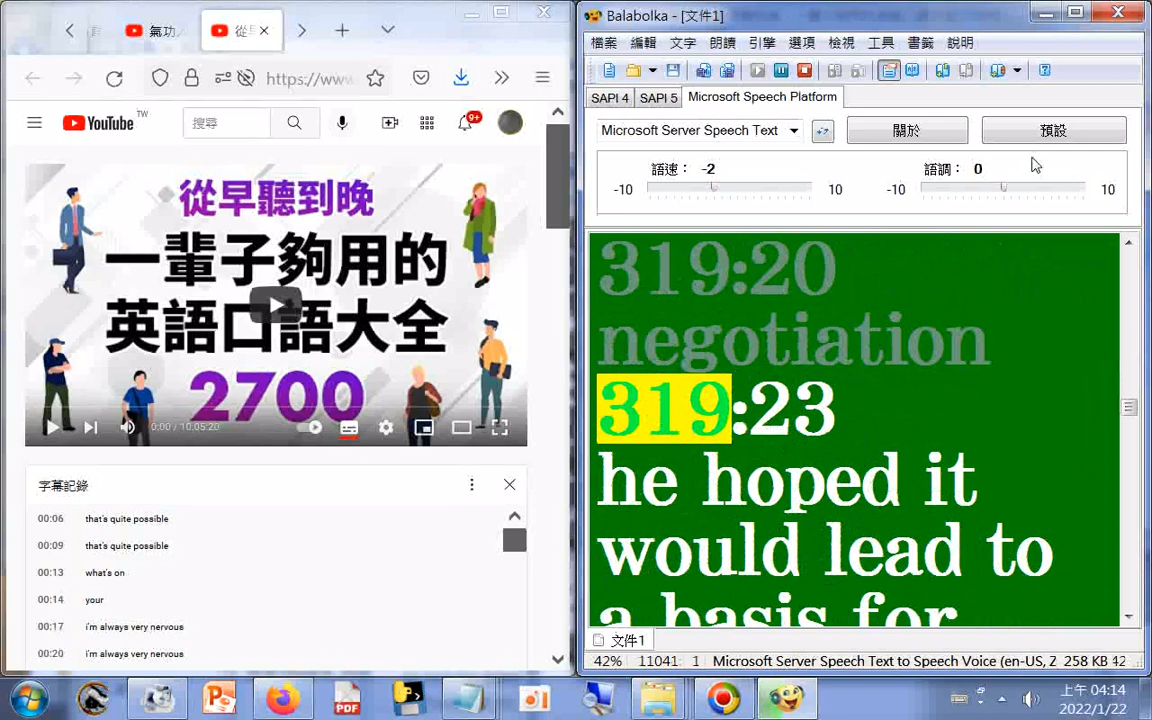 氣功
從
https://www
YouTube TW
搜尋
9+
從早聽到晚
一輩子夠用的
英語口語大全
2700
0:00 / 10:05:20
字幕記錄
00:06 that's quite possible
00:09 that's quite possible
00:13 what's on
00:14 your
00:17 i'm always very nervous
00:20 i'm always very nervous
Balabolka - [文件1]
檔案 編輯 文字 朗讀 引擎 選項 檢視 工具 書籤 說明
SAPI 4 SAPI 5 Microsoft Speech Platform
Microsoft Server Speech Text 關於 預設
語速： -2 語調： 0
-10 10 -10 10
319:20
negotiation
319:23
he hoped it
would lead to
a basis for
文件1
42% 11041: 1 Microsoft Server Speech Text to Speech Voice (en-US, Z 258 KB 42
PDF
上午 04:14
2022/1/22